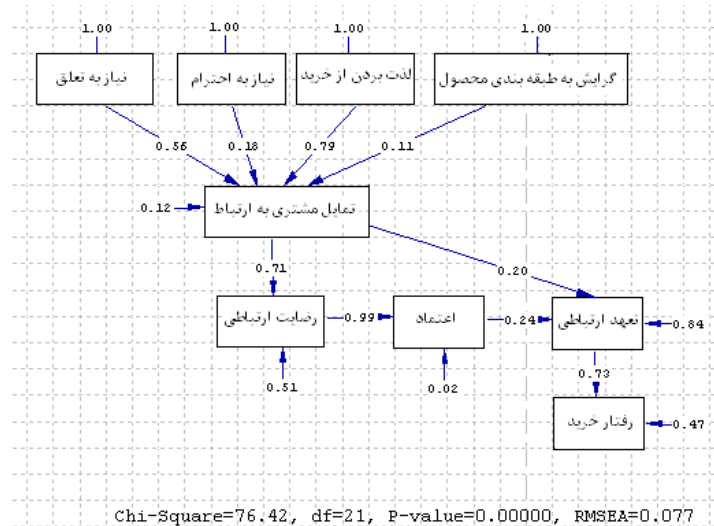 1.00 1.00 1.00 1.00
نیاز به تعلق
نیاز به احترام
لذت بردن از خرید
گرایش به طبقه بندی محصول
0.56 0.18 0.79 0.11
0.12
تمایل مشتری به ارتباط
0.71
0.20
رضایت ارتباطی
0.99
اعتماد
0.24
تعهد ارتباطی
0.84
0.51
0.02
0.73
رفتار خرید
0.47
Chi-Square=76.42, df=21, P-value=0.00000, RMSEA=0.077